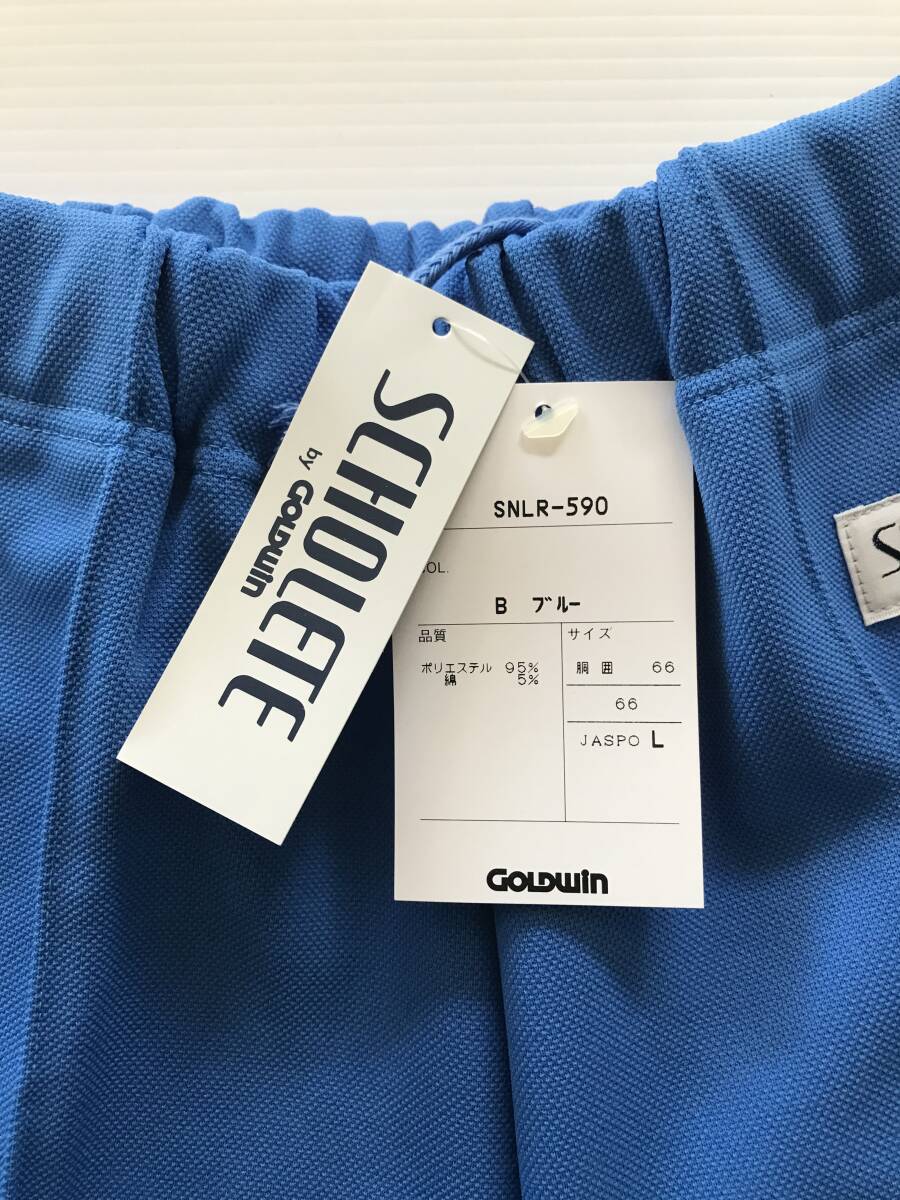 SCHOLETE
by GOLDWIN
SNLR-590
COL.
B ブルー
品質
ポリエステル 95%
綿 5%
サイズ
胴囲 66
66
JASPO L
GOLDWIN